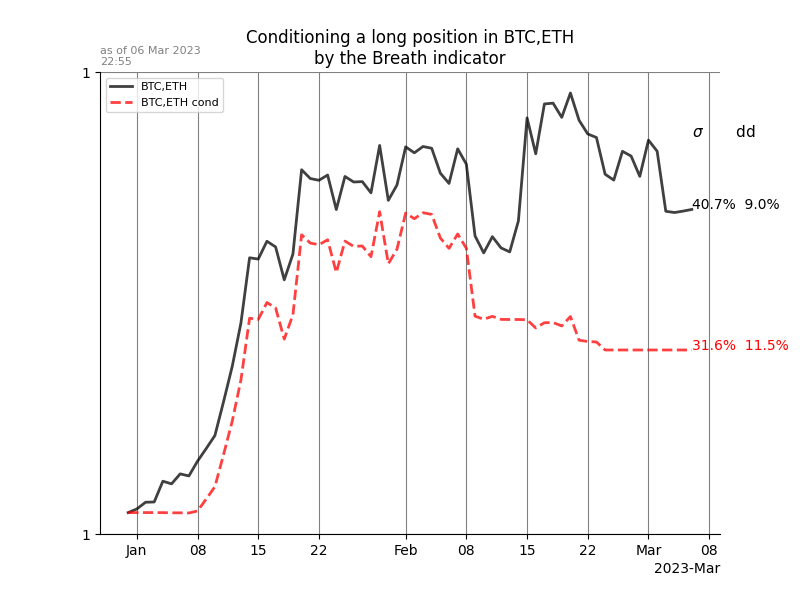 Conditioning a long position in BTC,ETH
by the Breath indicator
as of 06 Mar 2023
22:55
1
BTC,ETH
BTC,ETH cond
σ dd
40.7% 9.0%
31.6% 11.5%
1
Jan 08 15 22 Feb 08 15 22 Mar 08
2023-Mar